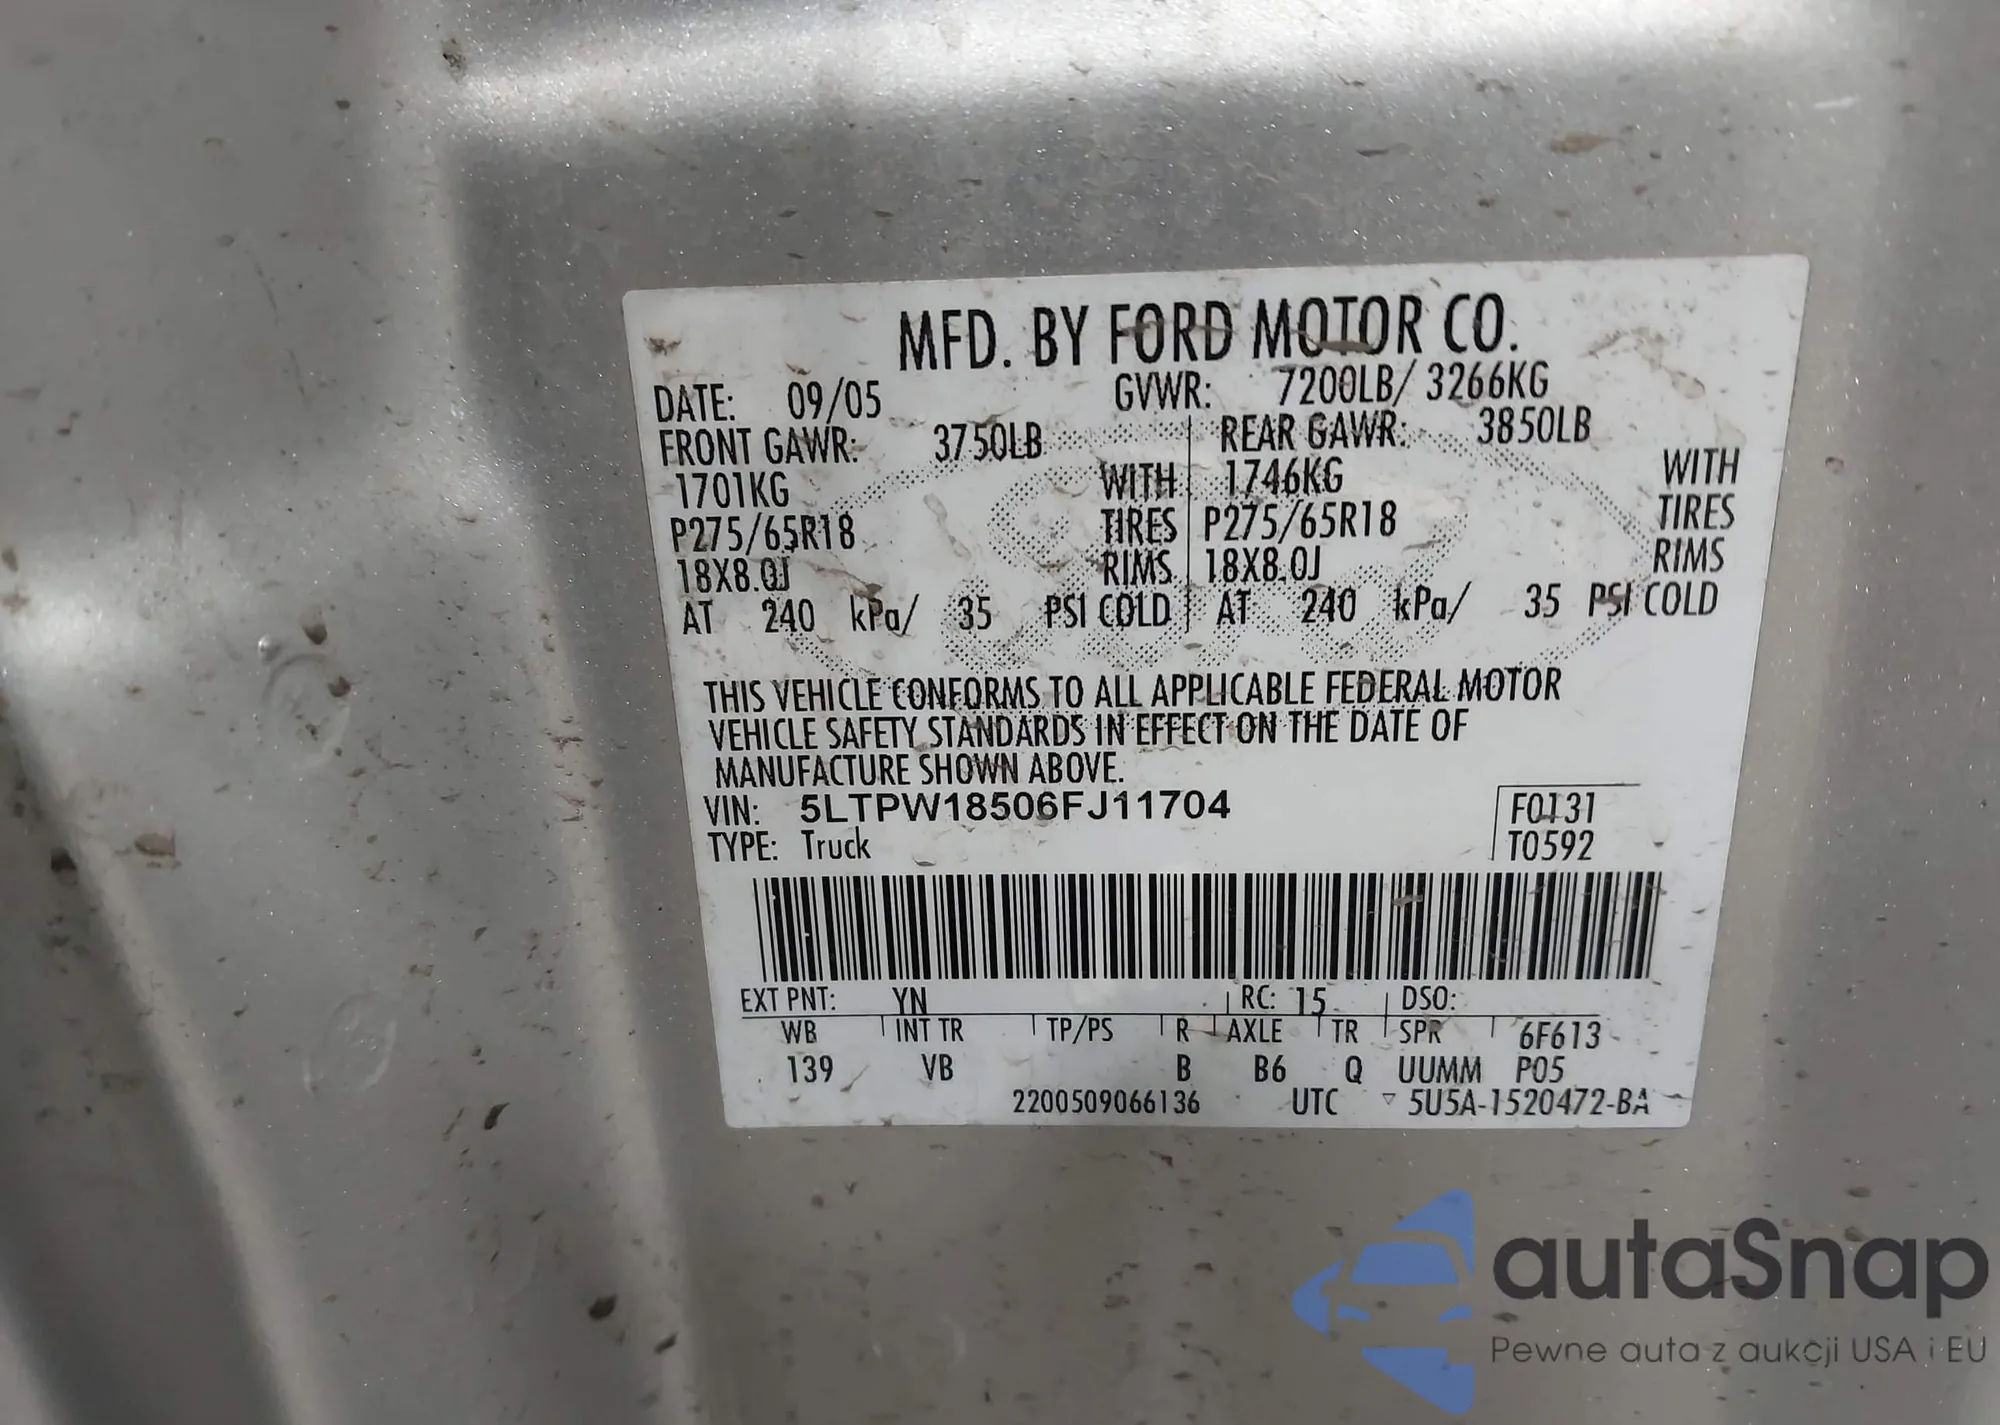 MFD. BY FORD MOTOR CO.
DATE: 09/05 GVWR: 7200LB/ 3266KG
FRONT GAWR: 3750LB REAR GAWR: 3850LB
1701KG WITH 1746KG WITH
P275/65R18 TIRES P275/65R18 TIRES
18X8.0J RIMS 18X8.0J RIMS
AT 240 kPa/ 35 PSI COLD AT 240 kPa/ 35 PSI COLD
THIS VEHICLE CONFORMS TO ALL APPLICABLE FEDERAL MOTOR
VEHICLE SAFETY STANDARDS IN EFFECT ON THE DATE OF
MANUFACTURE SHOWN ABOVE.
VIN: 5LTPW18506FJ11704 F0131
TYPE: Truck T0592
EXT PNT: YN RC: 15 DSO:
WB INT TR TP/PS R AXLE TR SPR 6F613
139 VB B B6 Q UUMM P05
2200509066136 UTC ▽ 5U5A-1520472-BA
autaSnap
Pewne auta z aukcji USA i EU